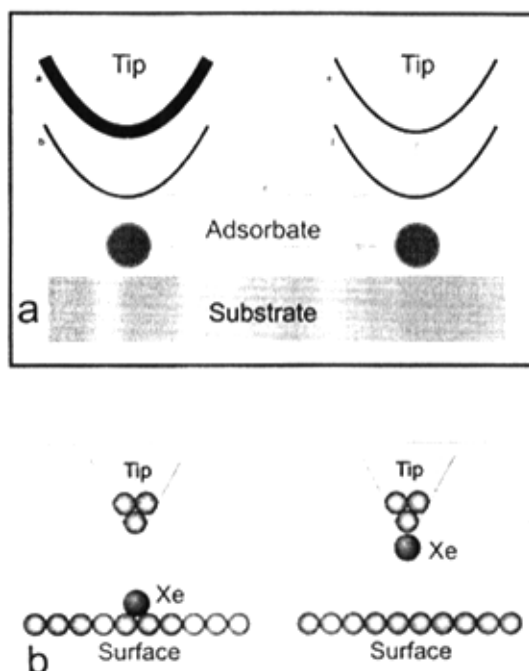 Tip Tip
a
b
Adsorbate
a Substrate
Tip Tip
Xe Xe
Surface Surface
b